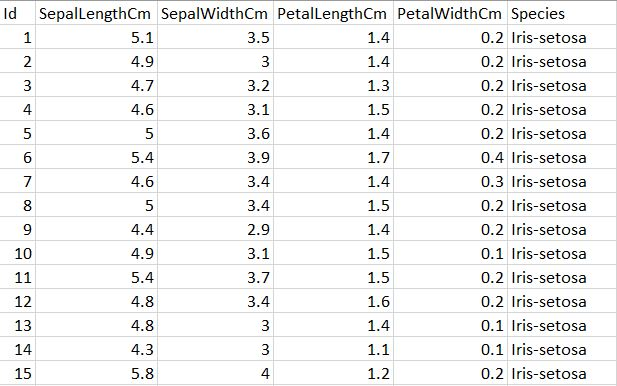 Id SepalLengthCm SepalWidthCm PetalLengthCm PetalWidthCm Species
1 5.1 3.5 1.4 0.2 Iris-setosa
2 4.9 3 1.4 0.2 Iris-setosa
3 4.7 3.2 1.3 0.2 Iris-setosa
4 4.6 3.1 1.5 0.2 Iris-setosa
5 5 3.6 1.4 0.2 Iris-setosa
6 5.4 3.9 1.7 0.4 Iris-setosa
7 4.6 3.4 1.4 0.3 Iris-setosa
8 5 3.4 1.5 0.2 Iris-setosa
9 4.4 2.9 1.4 0.2 Iris-setosa
10 4.9 3.1 1.5 0.1 Iris-setosa
11 5.4 3.7 1.5 0.2 Iris-setosa
12 4.8 3.4 1.6 0.2 Iris-setosa
13 4.8 3 1.4 0.1 Iris-setosa
14 4.3 3 1.1 0.1 Iris-setosa
15 5.8 4 1.2 0.2 Iris-setosa